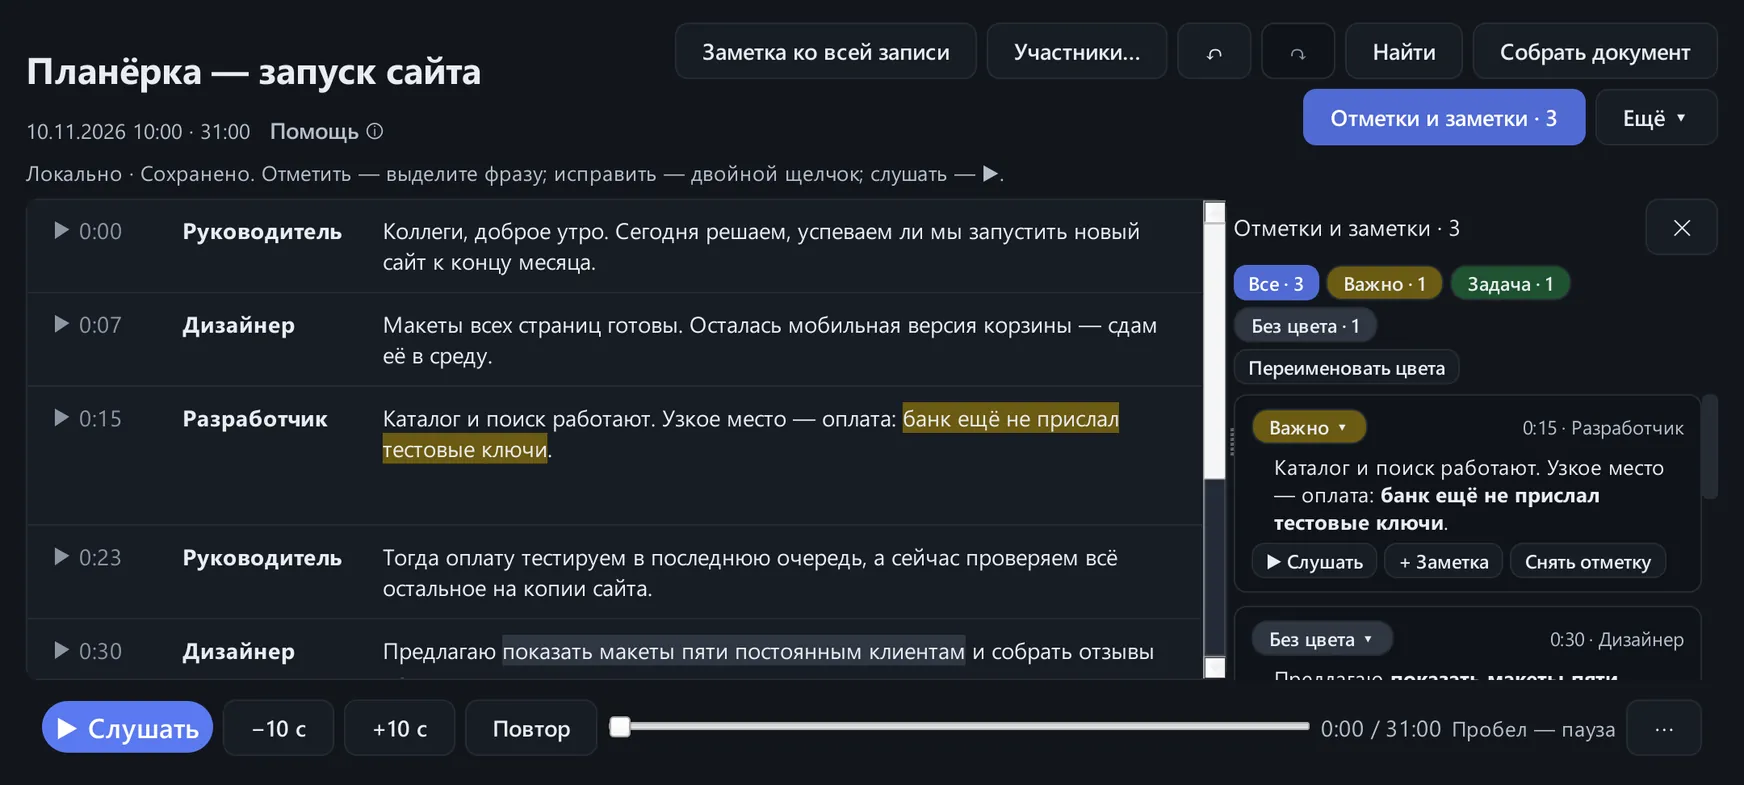 Планёрка — запуск сайта
Заметка ко всей записи
Участники...
Найти
Собрать документ
Отметки и заметки · 3
Ещё ▼
10.11.2026 10:00 · 31:00 Помощь ⓘ
Локально · Сохранено. Отметить — выделите фразу; исправить — двойной щелчок; слушать — ▶.
▶ 0:00 Руководитель Коллеги, доброе утро. Сегодня решаем, успеваем ли мы запустить новый
сайт к концу месяца.
▶ 0:07 Дизайнер Макеты всех страниц готовы. Осталась мобильная версия корзины — сдам
её в среду.
▶ 0:15 Разработчик Каталог и поиск работают. Узкое место — оплата: банк ещё не прислал
тестовые ключи.
▶ 0:23 Руководитель Тогда оплату тестируем в последнюю очередь, а сейчас проверяем всё
остальное на копии сайта.
▶ 0:30 Дизайнер Предлагаю показать макеты пяти постоянным клиентам и собрать отзывы
Отметки и заметки · 3
Все · 3 Важно · 1 Задача · 1
Без цвета · 1
Переименовать цвета
Важно ▼ 0:15 · Разработчик
Каталог и поиск работают. Узкое место
— оплата: банк ещё не прислал
тестовые ключи.
▶ Слушать + Заметка Снять отметку
Без цвета ▼ 0:30 · Дизайнер
Предлагаю показать макеты пяти
▶ Слушать −10 с +10 с Повтор 0:00 / 31:00 Пробел — пауза ...